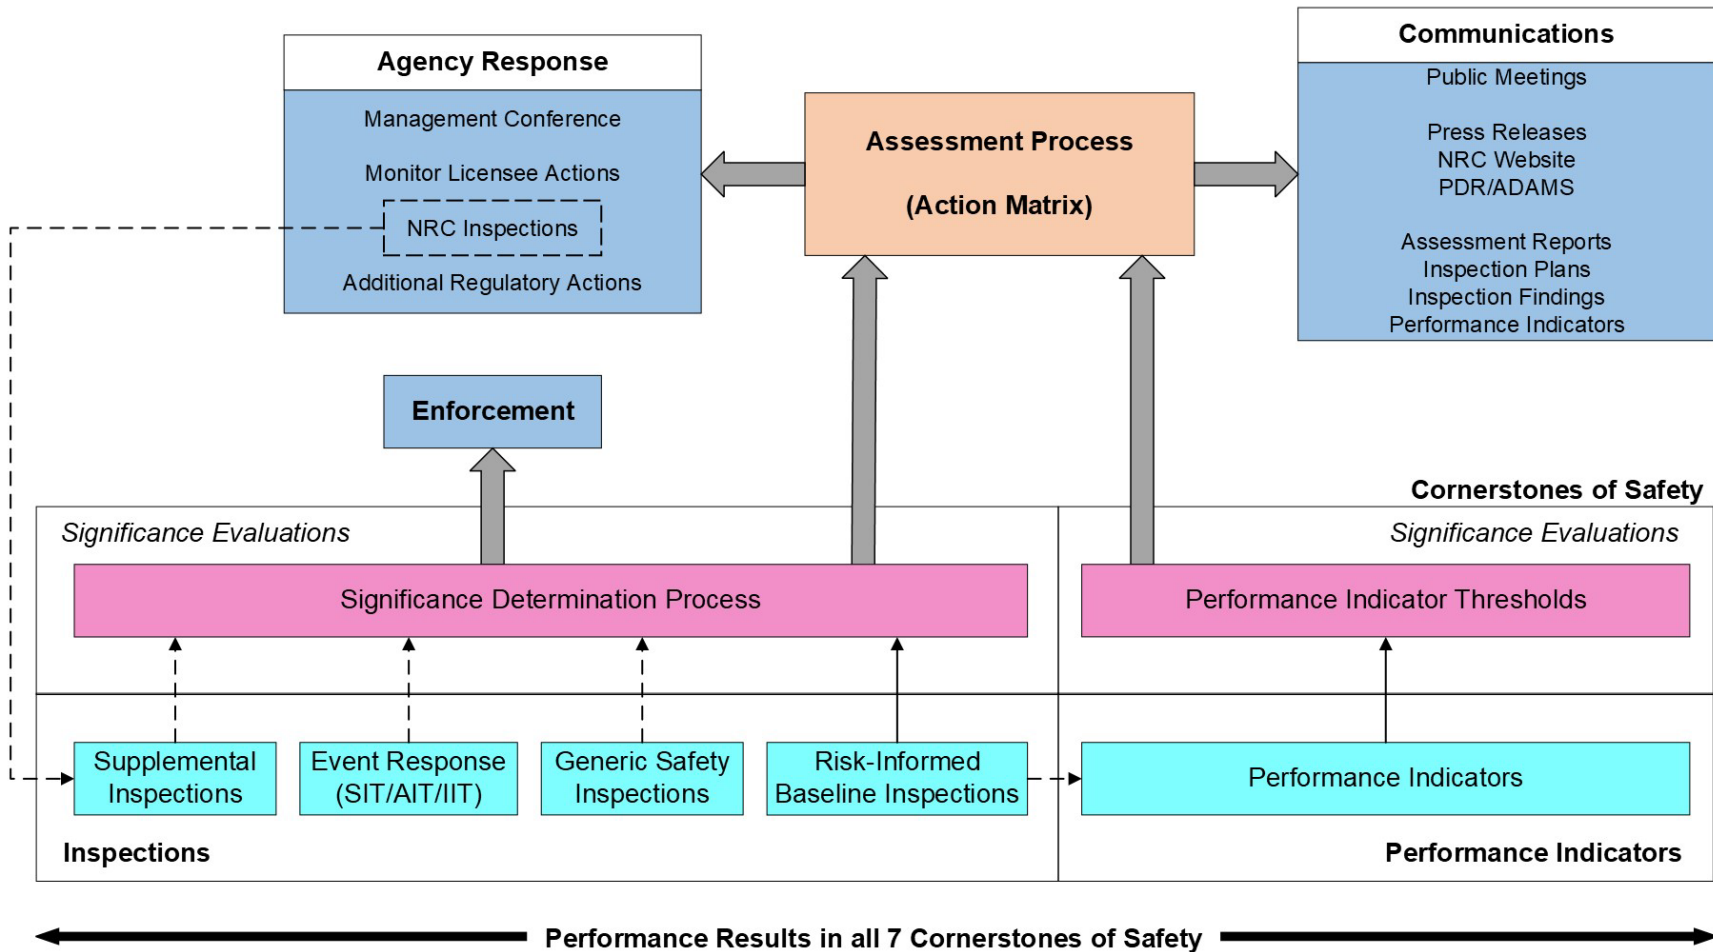 Agency Response
Management Conference
Monitor Licensee Actions
NRC Inspections
Additional Regulatory Actions
Assessment Process
(Action Matrix)
Communications
Public Meetings
Press Releases
NRC Website
PDR/ADAMS
Assessment Reports
Inspection Plans
Inspection Findings
Performance Indicators
Enforcement
Cornerstones of Safety
Significance Evaluations
Significance Evaluations
Significance Determination Process
Performance Indicator Thresholds
Supplemental
Inspections
Event Response
(SIT/AIT/IIT)
Generic Safety
Inspections
Risk-Informed
Baseline Inspections
Performance Indicators
Inspections
Performance Indicators
Performance Results in all 7 Cornerstones of Safety